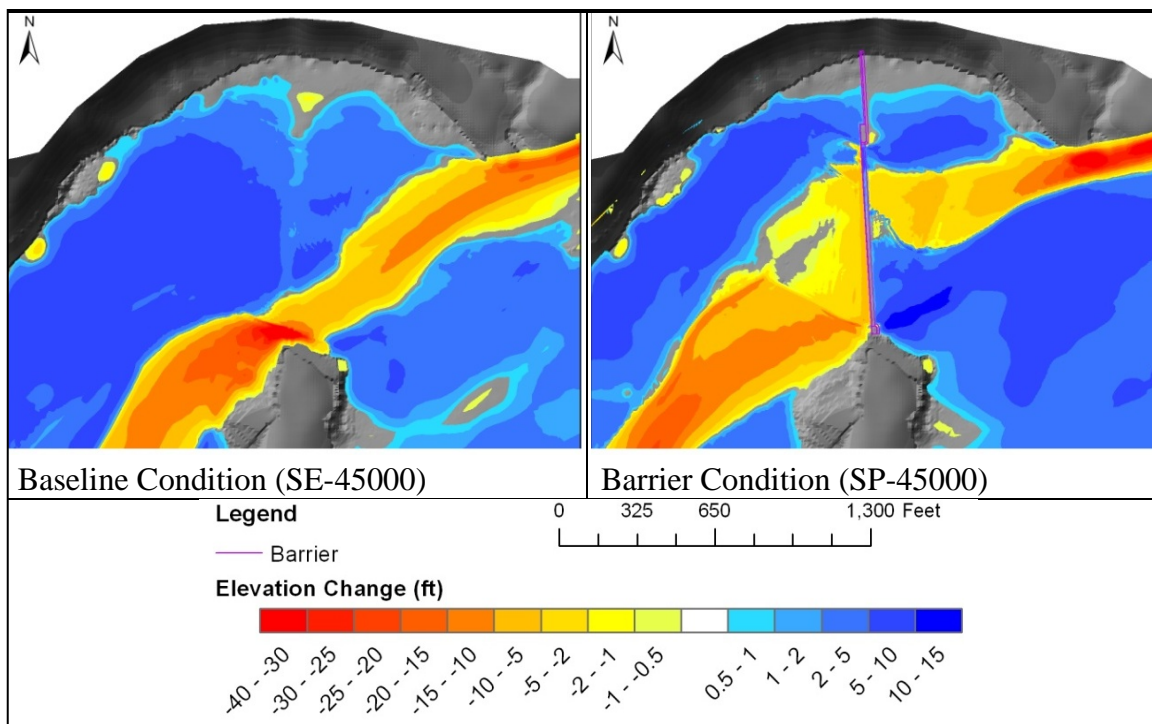 N
N
Baseline Condition (SE-45000)
Barrier Condition (SP-45000)
Legend
0 325 650 1,300 Feet
Barrier
Elevation Change (ft)
-40 - -30
-30 - -25
-25 - -20
-20 - -15
-15 - -10
-10 - -5
-5 - -2
-2 - -1
-1 - -0.5
0.5 - 1
1 - 2
2 - 5
5 - 10
10 - 15